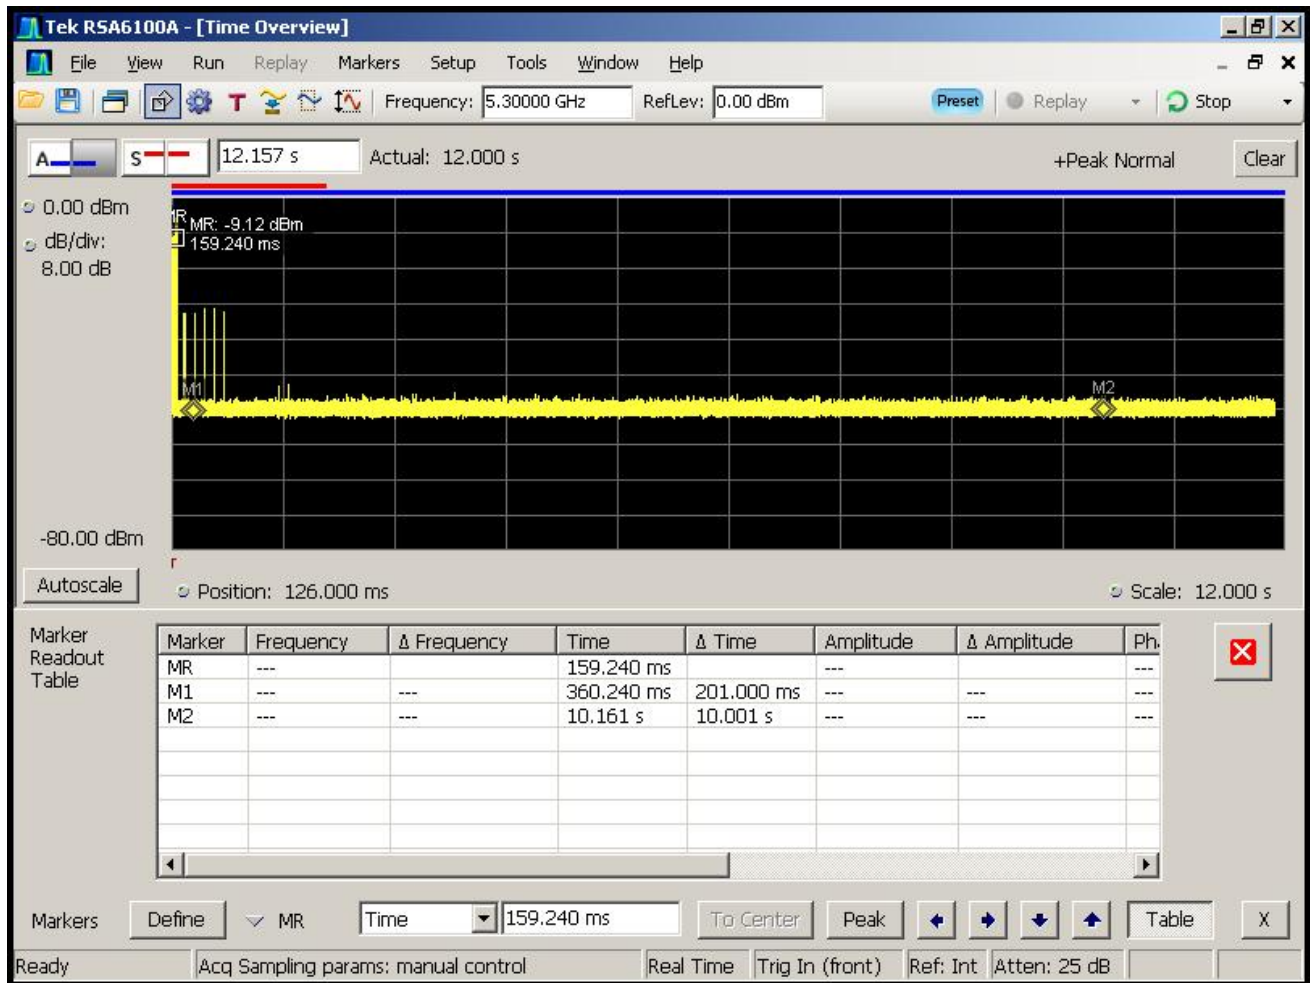 Tek RSA6100A - [Time Overview]
File View Run Replay Markers Setup Tools Window Help
T Frequency: 5.30000 GHz RefLev: 0.00 dBm Preset Replay Stop
A S 12.157 s Actual: 12.000 s +Peak Normal Clear
0.00 dBm
dB/div:
8.00 dB
MR: -9.12 dBm
159.240 ms
M1 M2
-80.00 dBm
Autoscale Position: 126.000 ms Scale: 12.000 s
Marker
Readout
Table
Marker Frequency Δ Frequency Time Δ Time Amplitude Δ Amplitude
MR --- 159.240 ms --- ---
M1 --- --- 360.240 ms 201.000 ms --- --- ---
M2 --- --- 10.161 s 10.001 s --- --- ---
Markers Define MR Time 159.240 ms To Center Peak Table X
Ready Acq Sampling params: manual control Real Time Trig In (front) Ref: Int Atten: 25 dB